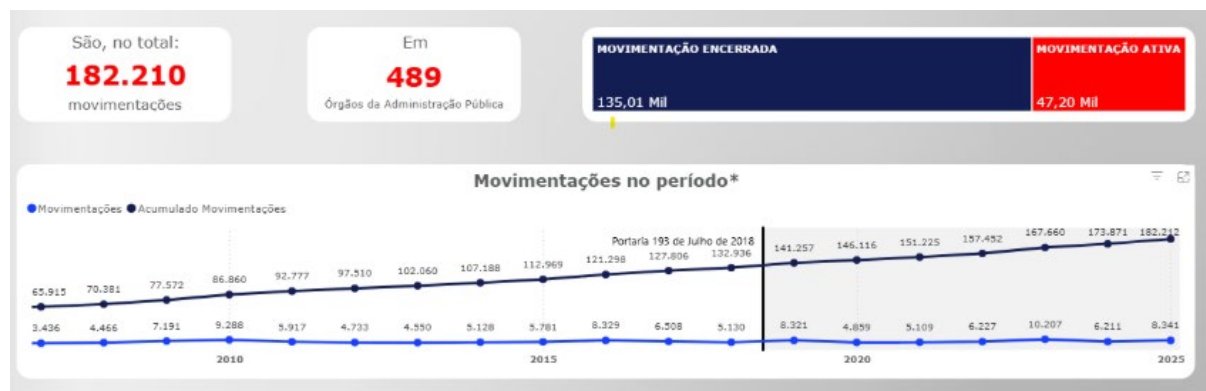 São, no total:
182.210
movimentações
Em
489
Órgãos da Administração Pública
MOVIMENTAÇÃO ENCERRADA
135,01 Mil
MOVIMENTAÇÃO ATIVA
47,20 Mil
Movimentações no período*
Movimentações Acumulado Movimentações
Portaria 193 de Julho de 2018
65.915 70.381 77.572 86.860 92.777 97.510 102.060 107.188 112.969 121.298 127.806 132.936 141.257 146.116 151.225 157.452 167.660 173.871 182.212
3.436 4.466 7.191 9.288 5.917 4.733 4.550 5.128 5.781 8.329 6.508 5.130 8.321 4.859 5.109 6.227 10.207 6.211 8.341
2010 2015 2020 2025